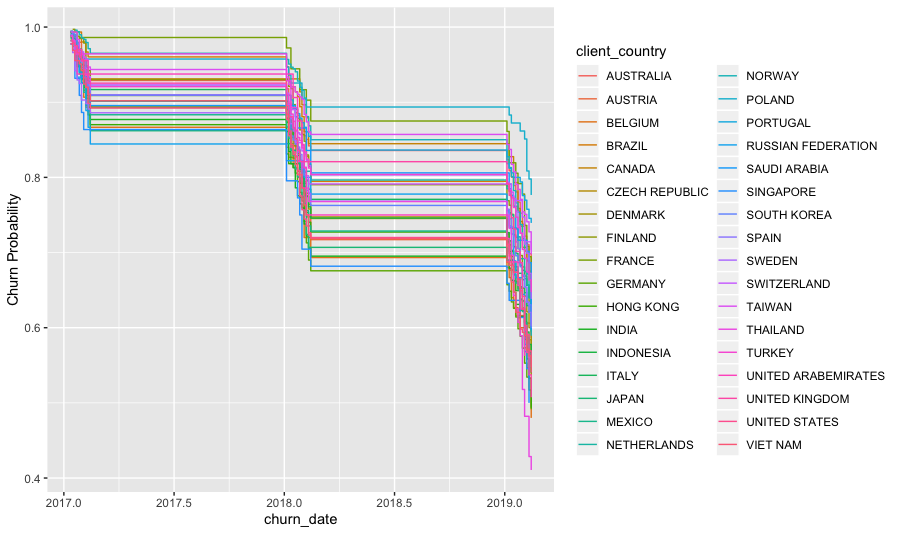 1.0
0.8
0.6
0.4
Churn Probability
2017.0 2017.5 2018.0 2018.5 2019.0
churn_date
client_country
AUSTRALIA
AUSTRIA
BELGIUM
BRAZIL
CANADA
CZECH REPUBLIC
DENMARK
FINLAND
FRANCE
GERMANY
HONG KONG
INDIA
INDONESIA
ITALY
JAPAN
MEXICO
NETHERLANDS
NORWAY
POLAND
PORTUGAL
RUSSIAN FEDERATION
SAUDI ARABIA
SINGAPORE
SOUTH KOREA
SPAIN
SWEDEN
SWITZERLAND
TAIWAN
THAILAND
TURKEY
UNITED ARABEMIRATES
UNITED KINGDOM
UNITED STATES
VIET NAM